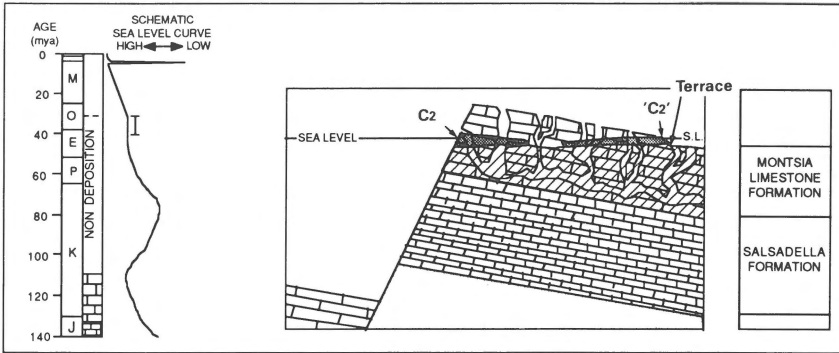 AGE
(mya)
SCHEMATIC
SEA LEVEL CURVE
HIGH LOW
0
20
40
60
80
100
120
140
M
O
E
P
K
J
NON DEPOSITION
Terrace
C2
'C2'
SEA LEVEL
S.L.
MONTSIA
LIMESTONE
FORMATION
SALSADELLA
FORMATION